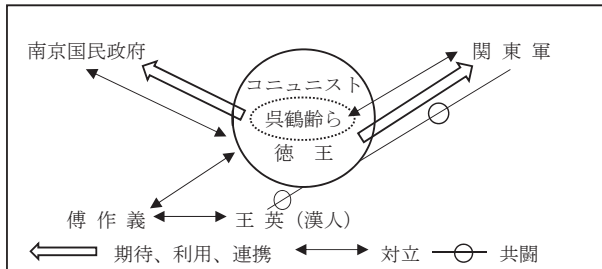 南京国民政府
関東軍
コニュニスト
呉鶴齢ら
徳王
傅作義
王英(漢人)
期待、利用、連携
対立
共闘